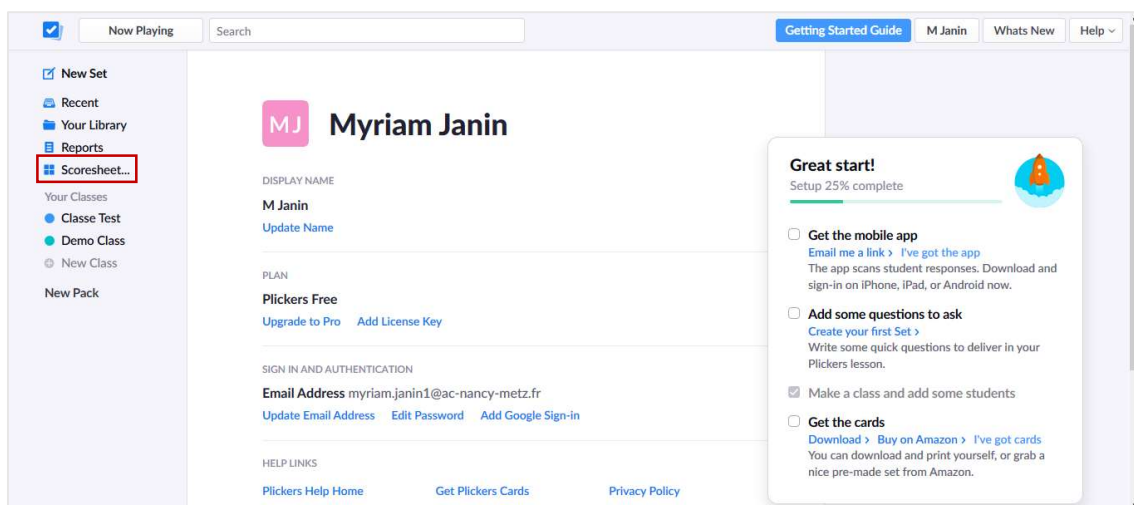 Now Playing
Search
Getting Started Guide
M Janin
Whats New
Help
New Set
Recent
Your Library
Reports
Scoresheet...
Your Classes
Classe Test
Demo Class
New Class
New Pack
MJ
Myriam Janin
DISPLAY NAME
M Janin
Update Name
PLAN
Plickers Free
Upgrade to Pro Add License Key
SIGN IN AND AUTHENTICATION
Email Address myriam.janin1@ac-nancy-metz.fr
Update Email Address Edit Password Add Google Sign-in
HELP LINKS
Plickers Help Home Get Plickers Cards Privacy Policy
Great start!
Setup 25% complete
Get the mobile app
Email me a link › I've got the app
The app scans student responses. Download and
sign-in on iPhone, iPad, or Android now.
Add some questions to ask
Create your first Set ›
Write some quick questions to deliver in your
Plickers lesson.
Make a class and add some students
Get the cards
Download › Buy on Amazon › I've got cards
You can download and print yourself, or grab a
nice pre-made set from Amazon.